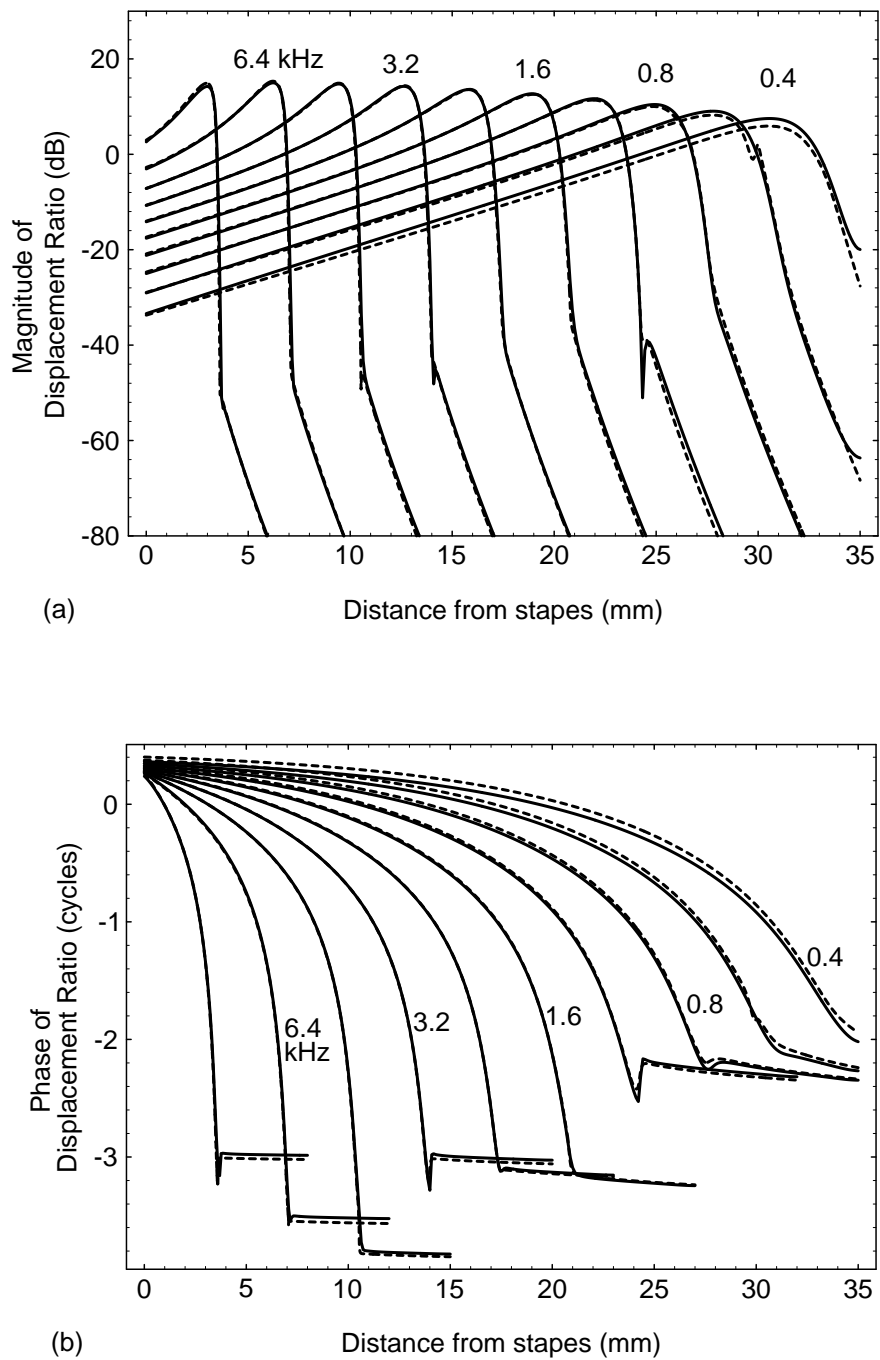 20
0
-20
-40
-60
-80
Magnitude of
Displacement Ratio (dB)
6.4 kHz
3.2
1.6
0.8
0.4
0 5 10 15 20 25 30 35
(a)
Distance from stapes (mm)
0
-1
-2
-3
Phase of
Displacement Ratio (cycles)
6.4
kHz
3.2
1.6
0.8
0.4
0 5 10 15 20 25 30 35
(b)
Distance from stapes (mm)